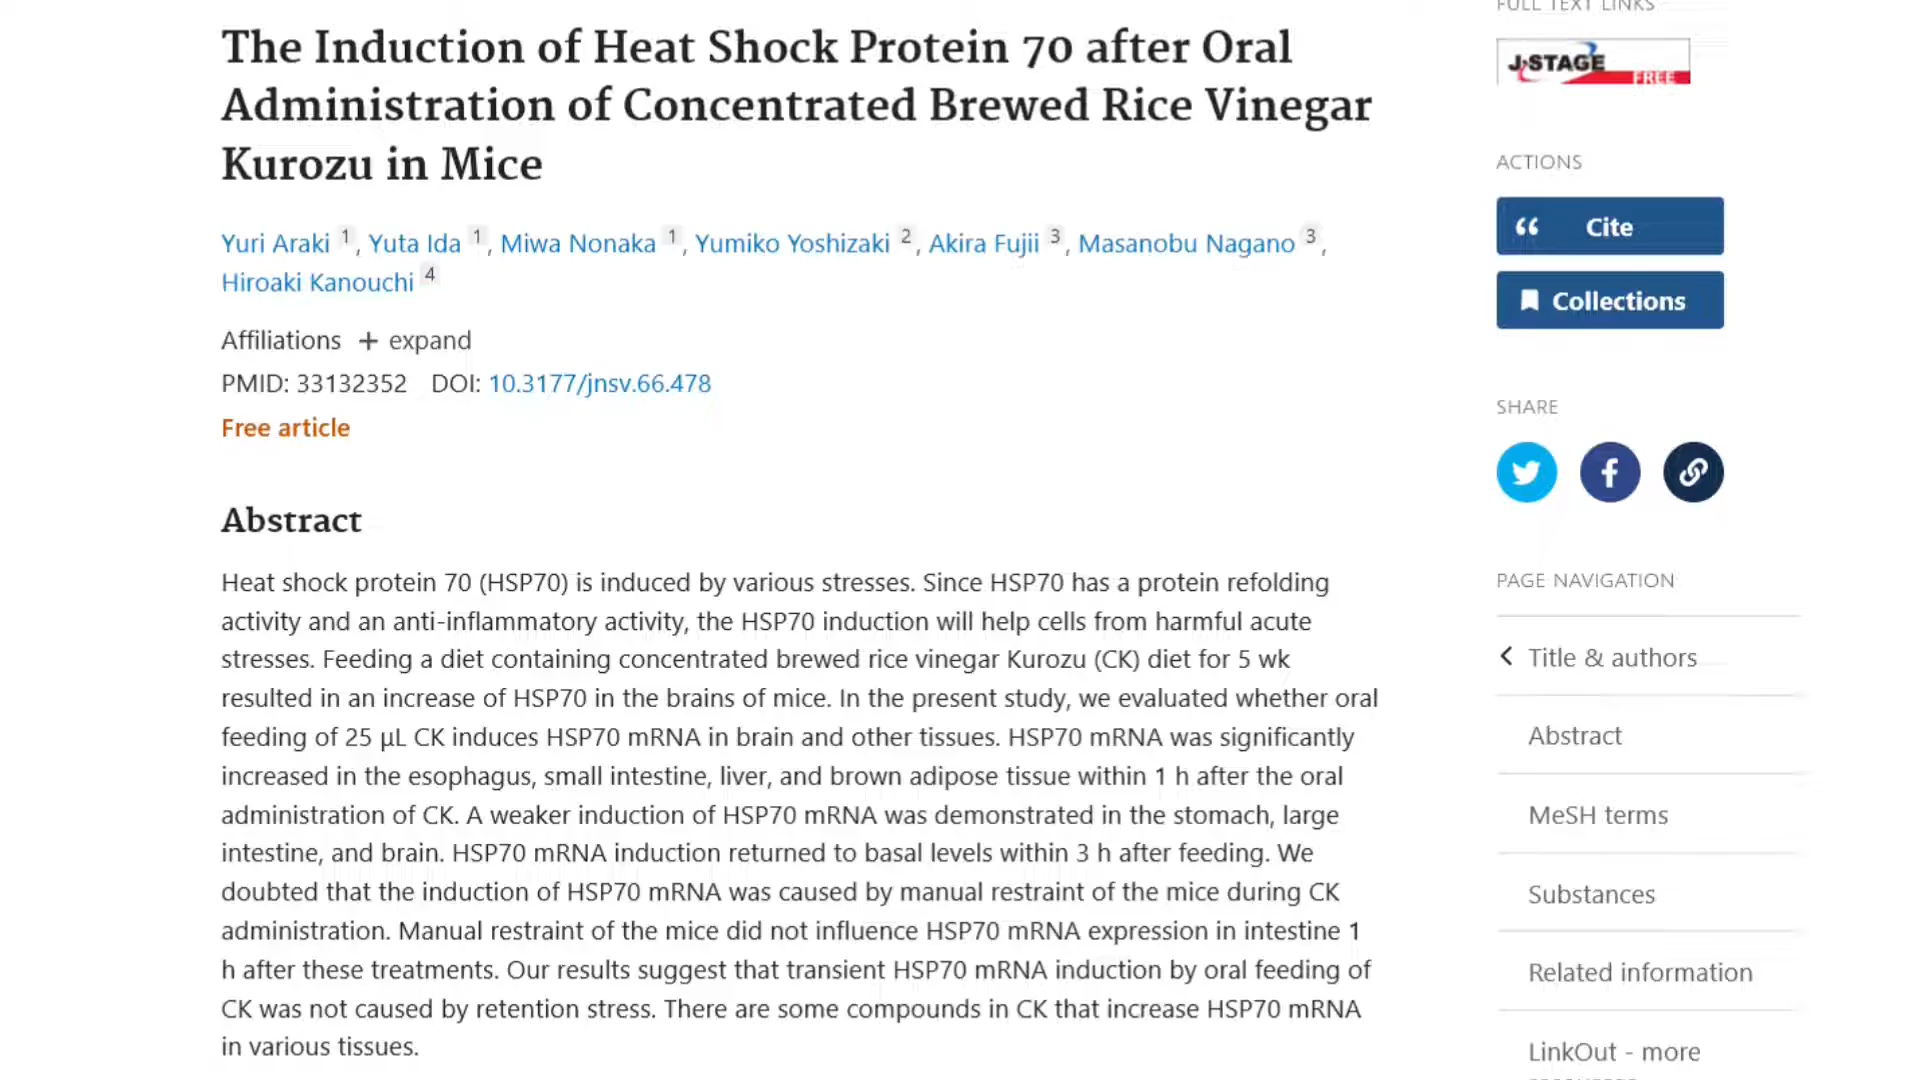 The Induction of Heat Shock Protein 70 after Oral
Administration of Concentrated Brewed Rice Vinegar
Kurozu in Mice
Yuri Araki 1, Yuta Ida 1, Miwa Nonaka 1, Yumiko Yoshizaki 2, Akira Fujii 3, Masanobu Nagano 3,
Hiroaki Kanouchi 4
Affiliations + expand
PMID: 33132352 DOI: 10.3177/jnsv.66.478
Free article
Abstract
Heat shock protein 70 (HSP70) is induced by various stresses. Since HSP70 has a protein refolding
activity and an anti-inflammatory activity, the HSP70 induction will help cells from harmful acute
stresses. Feeding a diet containing concentrated brewed rice vinegar Kurozu (CK) diet for 5 wk
resulted in an increase of HSP70 in the brains of mice. In the present study, we evaluated whether oral
feeding of 25 μL CK induces HSP70 mRNA in brain and other tissues. HSP70 mRNA was significantly
increased in the esophagus, small intestine, liver, and brown adipose tissue within 1 h after the oral
administration of CK. A weaker induction of HSP70 mRNA was demonstrated in the stomach, large
intestine, and brain. HSP70 mRNA induction returned to basal levels within 3 h after feeding. We
doubted that the induction of HSP70 mRNA was caused by manual restraint of the mice during CK
administration. Manual restraint of the mice did not influence HSP70 mRNA expression in intestine 1
h after these treatments. Our results suggest that transient HSP70 mRNA induction by oral feeding of
CK was not caused by retention stress. There are some compounds in CK that increase HSP70 mRNA
in various tissues.
FULL TEXT LINKS
J-STAGE
FREE
ACTIONS
Cite
Collections
SHARE
PAGE NAVIGATION
Title & authors
Abstract
MeSH terms
Substances
Related information
LinkOut - more